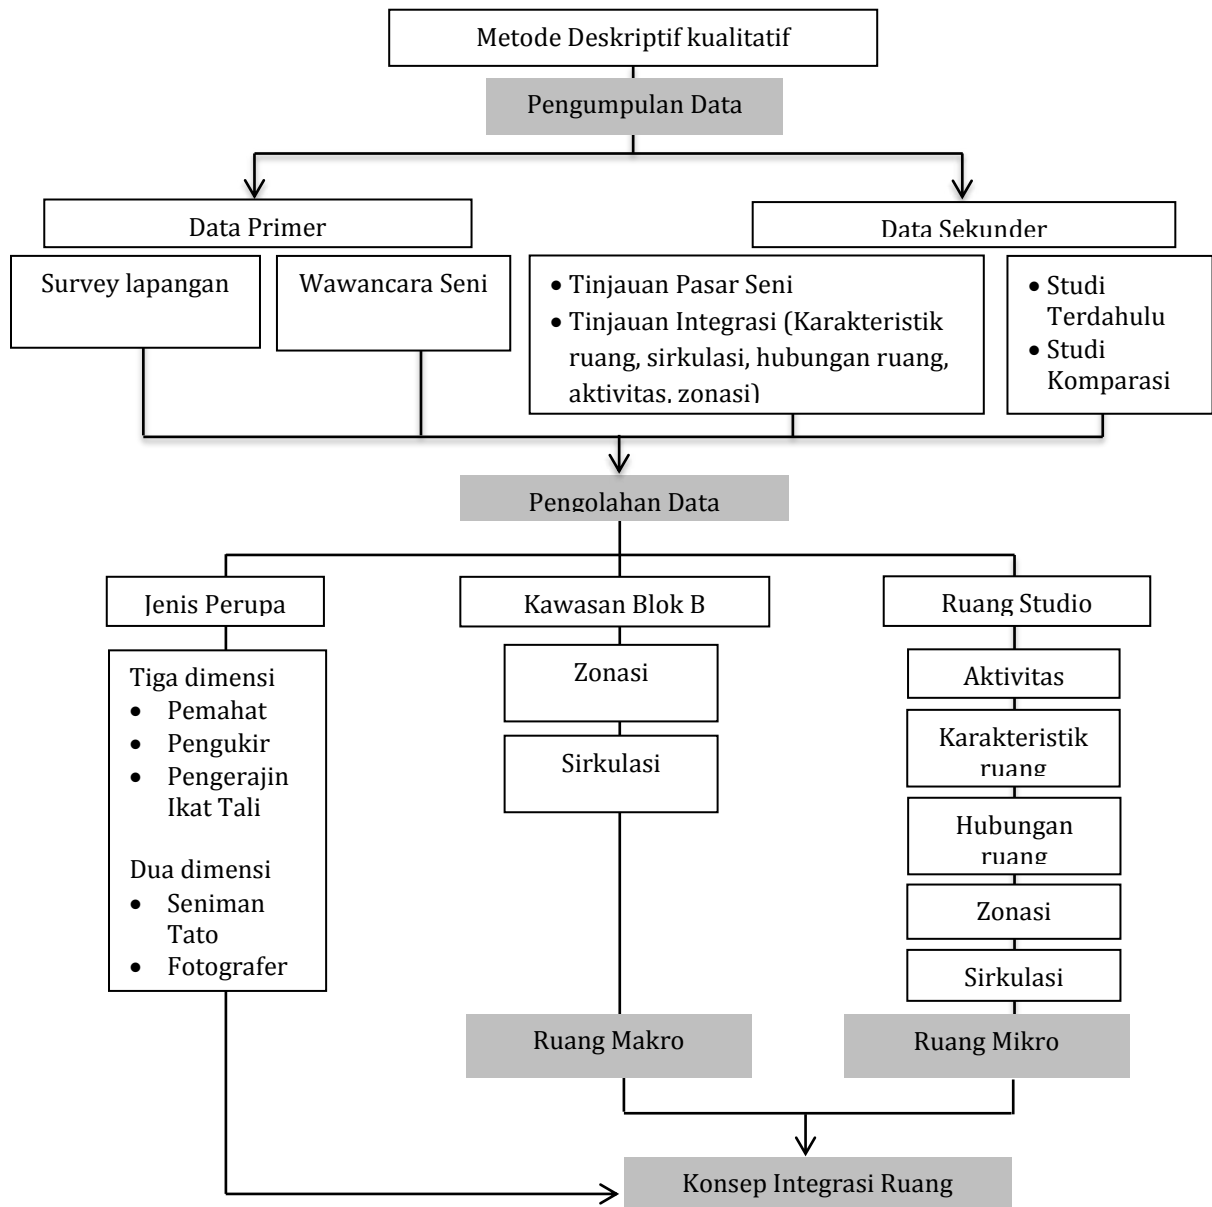 Metode Deskriptif kualitatif
Pengumpulan Data
Data Primer
Data Sekunder
Survey lapangan
Wawancara Seni
• Tinjauan Pasar Seni
• Tinjauan Integrasi (Karakteristik
ruang, sirkulasi, hubungan ruang,
aktivitas, zonasi)
• Studi
Terdahulu
• Studi
Komparasi
Pengolahan Data
Jenis Perupa
Kawasan Blok B
Ruang Studio
Tiga dimensi
• Pemahat
• Pengukir
• Pengerajin
Ikat Tali
Dua dimensi
• Seniman
Tato
• Fotografer
Zonasi
Sirkulasi
Aktivitas
Karakteristik
ruang
Hubungan
ruang
Zonasi
Sirkulasi
Ruang Makro
Ruang Mikro
Konsep Integrasi Ruang